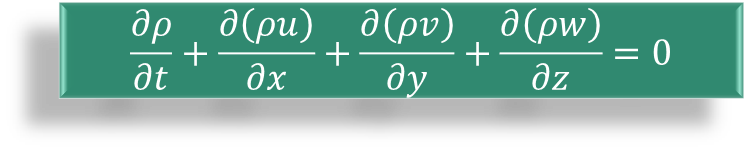 ∂ρ/∂t + ∂(ρu)/∂x + ∂(ρv)/∂y + ∂(ρw)/∂z = 0